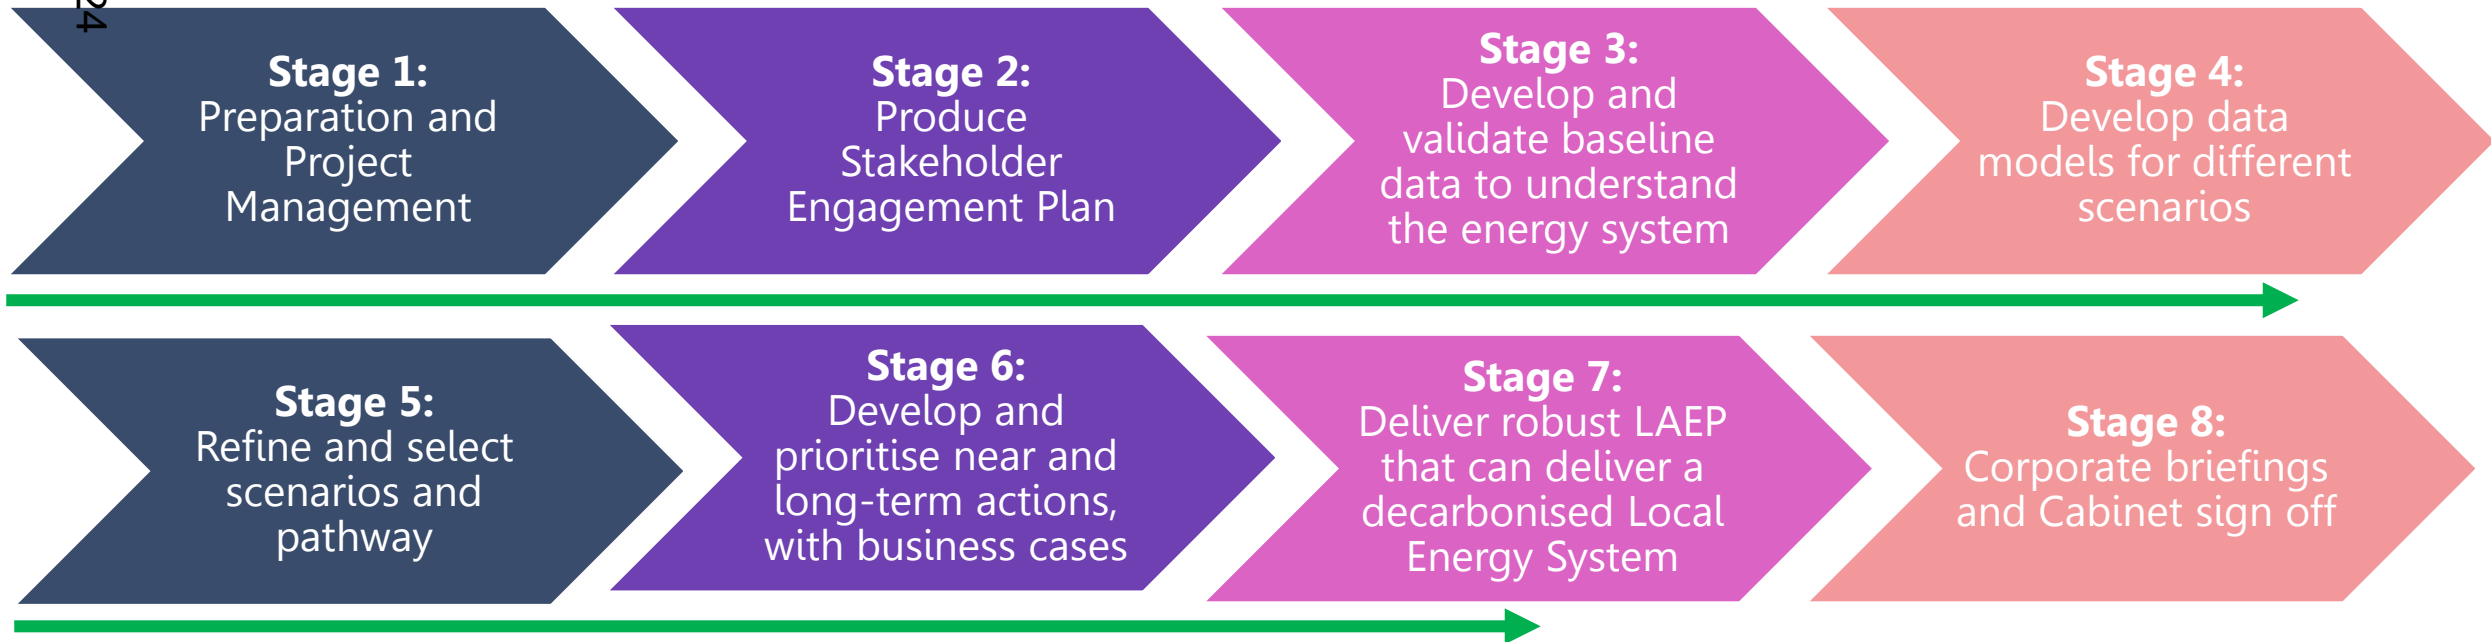 24
Stage 1:
Preparation and
Project
Management
Stage 2:
Produce
Stakeholder
Engagement Plan
Stage 3:
Develop and
validate baseline
data to understand
the energy system
Stage 4:
Develop data
models for different
scenarios
Stage 5:
Refine and select
scenarios and
pathway
Stage 6:
Develop and
prioritise near and
long-term actions,
with business cases
Stage 7:
Deliver robust LAEP
that can deliver a
decarbonised Local
Energy System
Stage 8:
Corporate briefings
and Cabinet sign off